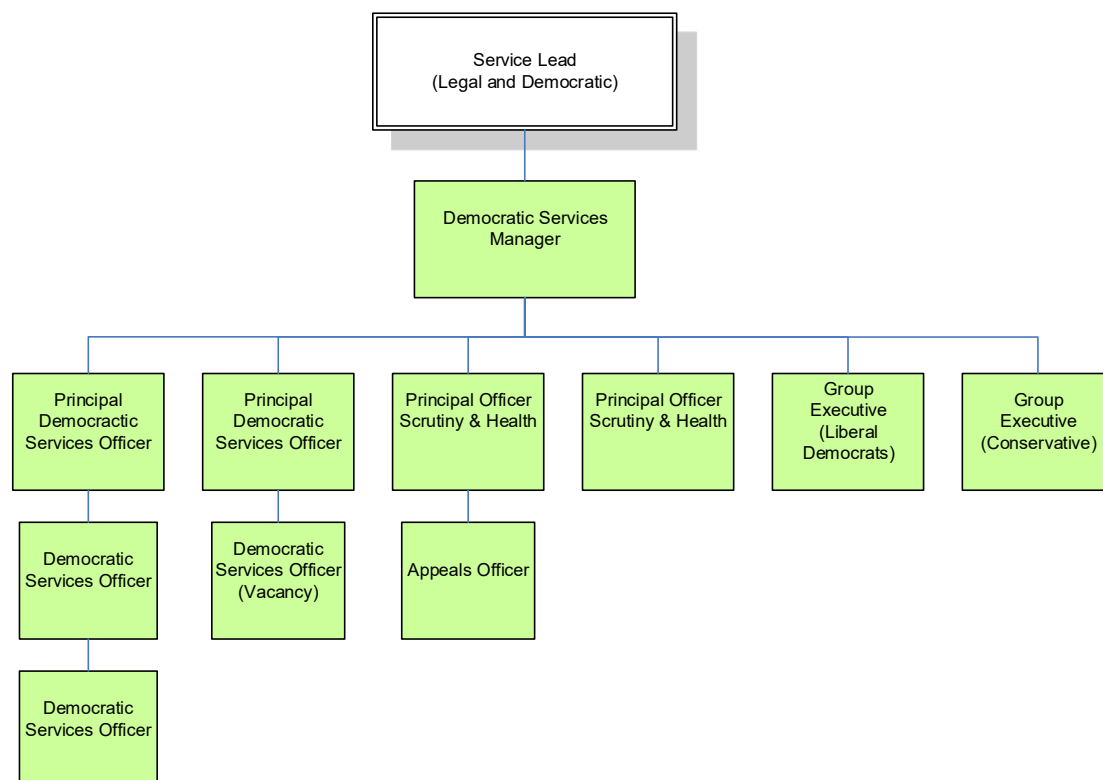 Service Lead
(Legal and Democratic)
Democratic Services
Manager
Principal
Democractic
Services Officer
Principal
Democratic
Services Officer
Principal Officer
Scrutiny & Health
Principal Officer
Scrutiny & Health
Group
Executive
(Liberal
Democrats)
Group
Executive
(Conservative)
Democratic
Services Officer
Democratic
Services Officer
(Vacancy)
Appeals Officer
Democratic
Services Officer